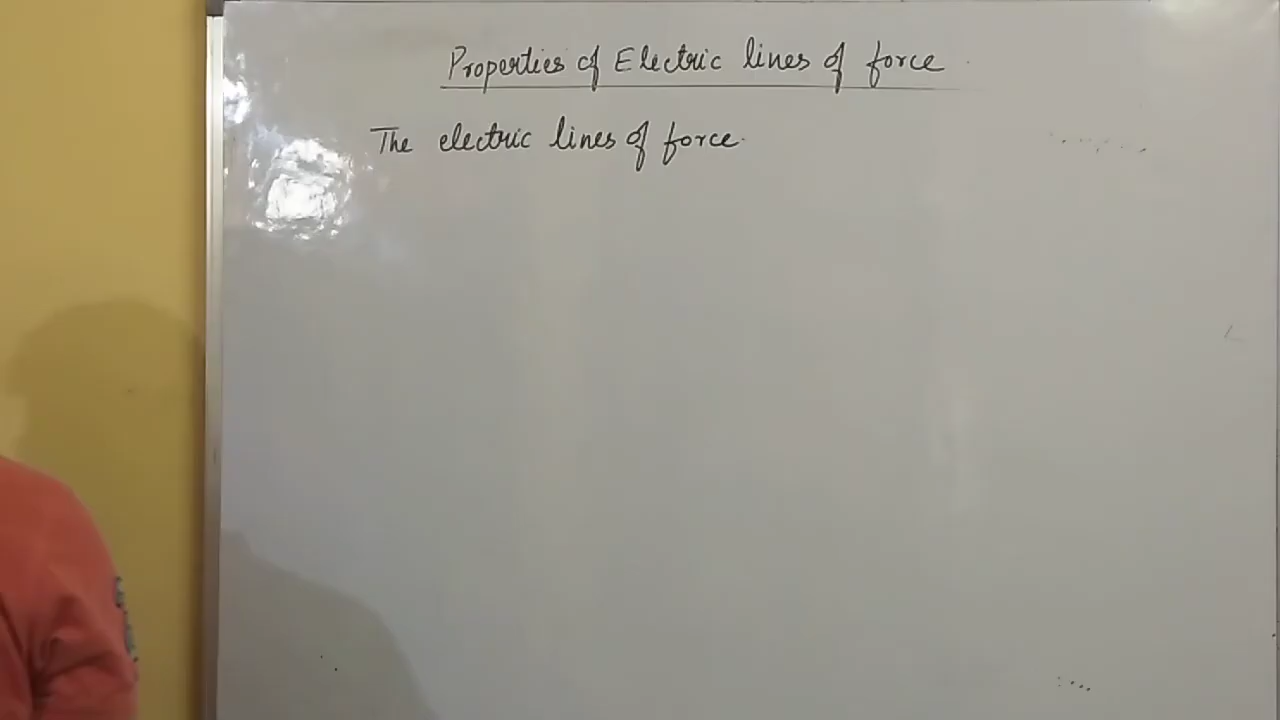 Properties of Electric lines of force
The electric lines of force